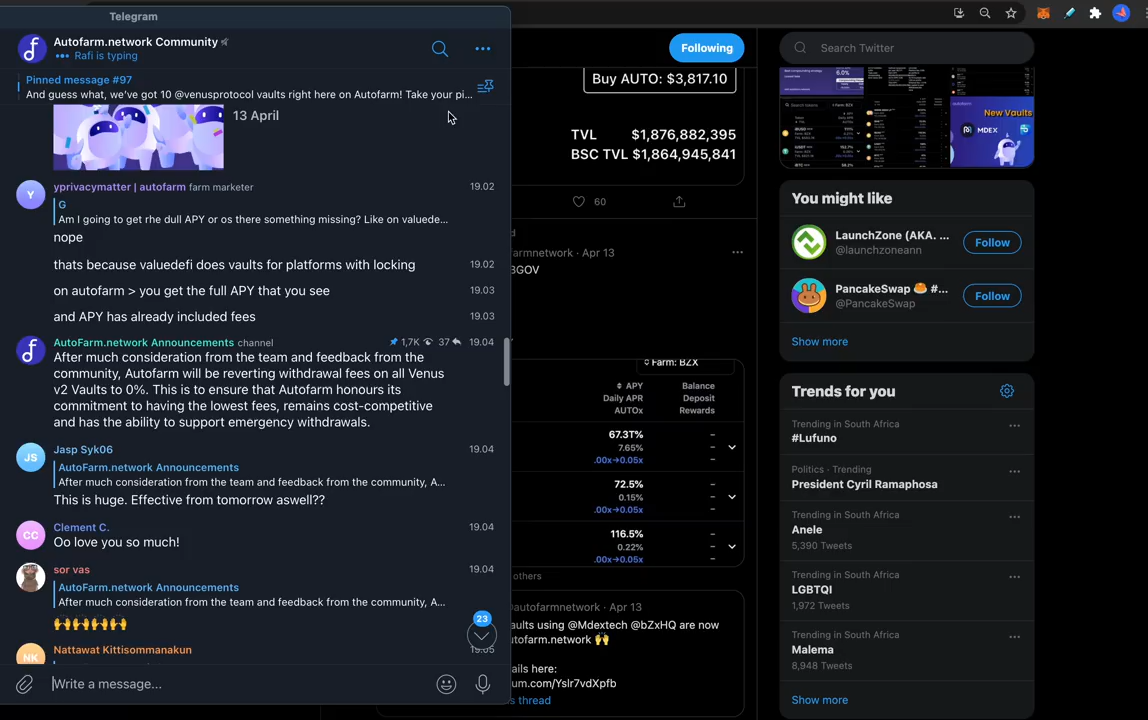 Telegram
Autofarm.network Community
Rafi is typing
Pinned message #97
And guess what, we've got 10 @venusprotocol vaults right here on Autofarm! Take your pi...
13 April
yprivacymatter | autofarm farm marketer 19.02
G
Am I going to get rhe dull APY or os there something missing? Like on valuede...
nope
thats because valuedefi does vaults for platforms with locking 19.02
on autofarm > you get the full APY that you see 19.03
and APY has already included fees 19.03
AutoFarm.network Announcements channel 1,7K 37 19.04
After much consideration from the team and feedback from the
community, Autofarm will be reverting withdrawal fees on all Venus
v2 Vaults to 0%. This is to ensure that Autofarm honours its
commitment to having the lowest fees, remains cost-competitive
and has the ability to support emergency withdrawals.
JS
Jasp Syk06 19.04
AutoFarm.network Announcements
After much consideration from the team and feedback from the community, A...
This is huge. Effective from tomorrow aswell??
CC
Clement C. 19.04
Oo love you so much!
sor vas 19.04
AutoFarm.network Announcements
After much consideration from the team and feedback from the community, A...
🙌🙌🙌🙌
23
NK
Nattawat Kittisommanakun 19.05
Write a message...
Following
Buy AUTO: $3,817.10
TVL $1,876,882,395
BSC TVL $1,864,945,841
60
armnetwork · Apr 13
BGOV
Farm: BZX
APY Balance
Daily APR Deposit
AUTOx Rewards
67.3T% –
7.65% –
.00x→0.05x –
72.5% –
0.15% –
.00x→0.05x –
116.5% –
0.22% –
.00x→0.05x –
others
autofarmnetwork · Apr 13
aults using @Mdextech @bZxHQ are now
utofarm.network 🙌
ails here:
um.com/Yslr7vdXpfb
s thread
Search Twitter
6.0%
New Vaults
MDEX
You might like
LaunchZone (AKA. ...
@launchzoneann
Follow
PancakeSwap 🥞 #...
@PancakeSwap
Follow
Show more
Trends for you
Trending in South Africa
#Lufuno
Politics · Trending
President Cyril Ramaphosa
Trending in South Africa
Anele
5,390 Tweets
Trending in South Africa
LGBTQI
1,972 Tweets
Trending in South Africa
Malema
8,948 Tweets
Show more